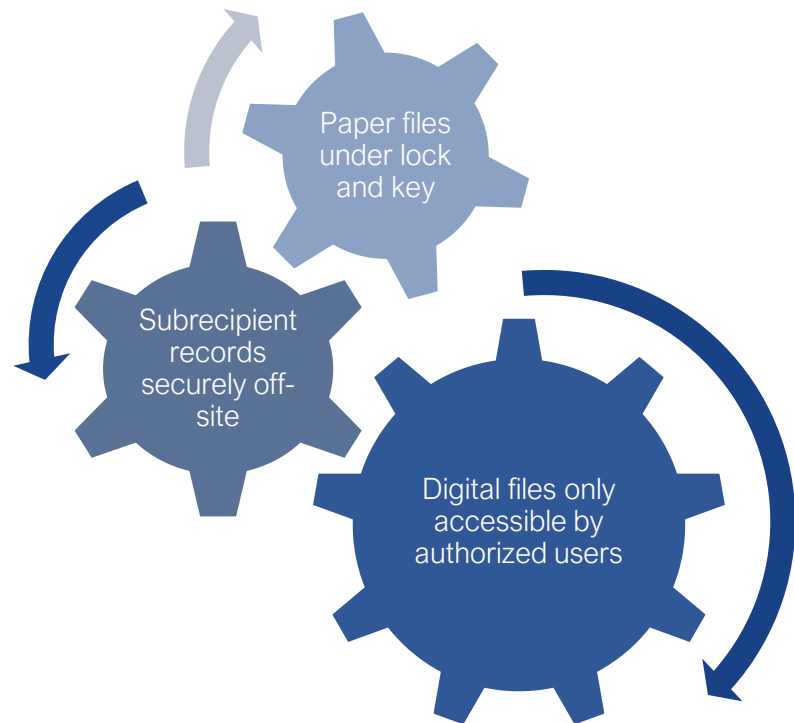 Paper files
under lock
and key
Subrecipient
records
securely off-
site
Digital files only
accessible by
authorized users